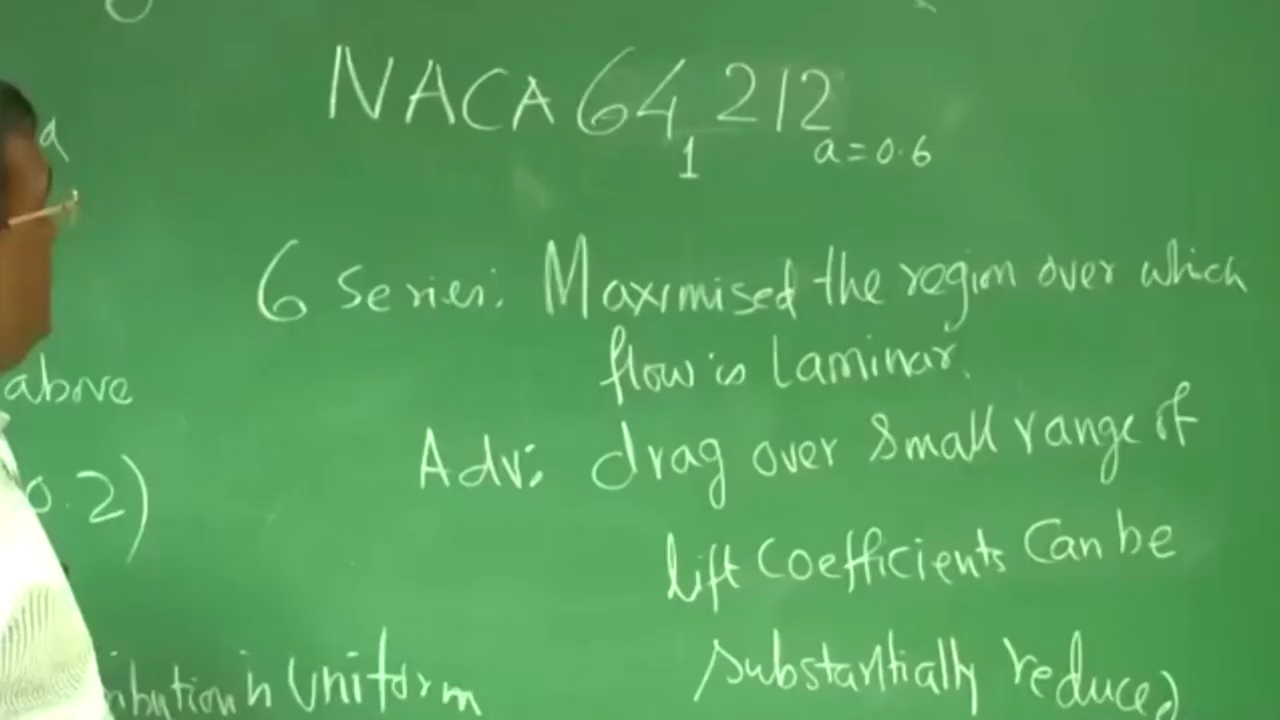 NACA 64 212
1 a=0.6
a
6 Series: Maximised the region over which
flow is Laminar.
above
Adv: drag over small range of
0.2)
lift coefficients can be
substantially reduced
bution is Uniform